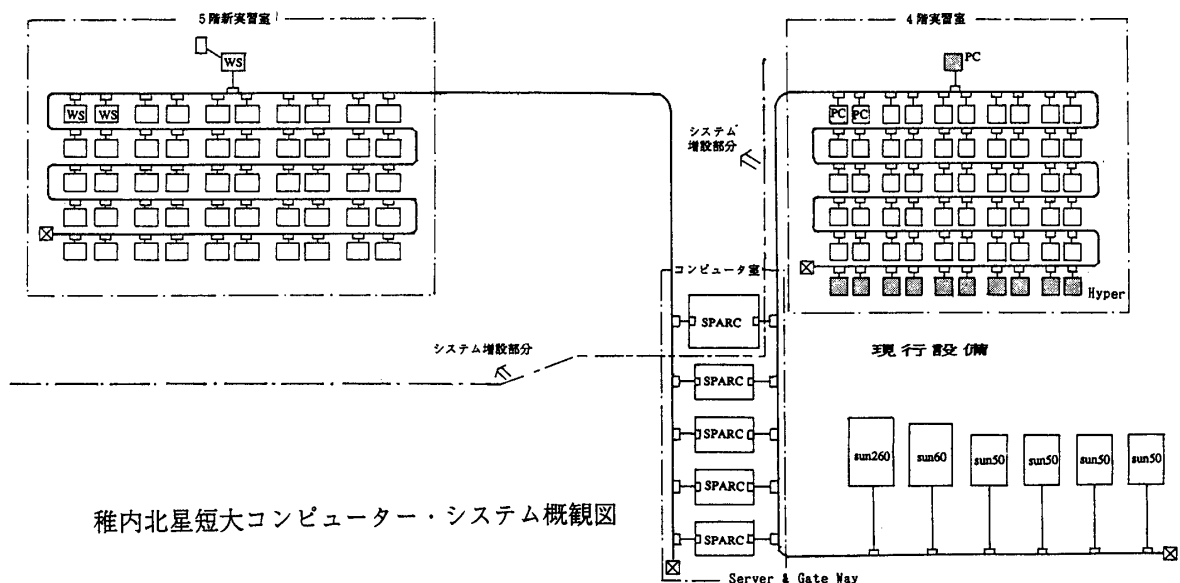 5階新実習室
4階実習室
WS
PC
WS WS
PC PC
システム
増設部分
コンピュータ室
Hyper
SPARC
システム増設部分
現行設備
SPARC
SPARC
SPARC
SPARC
sun260 sun60 sun50 sun50 sun50 sun50
稚内北星短大コンピューター・システム概観図
Server & Gate Way